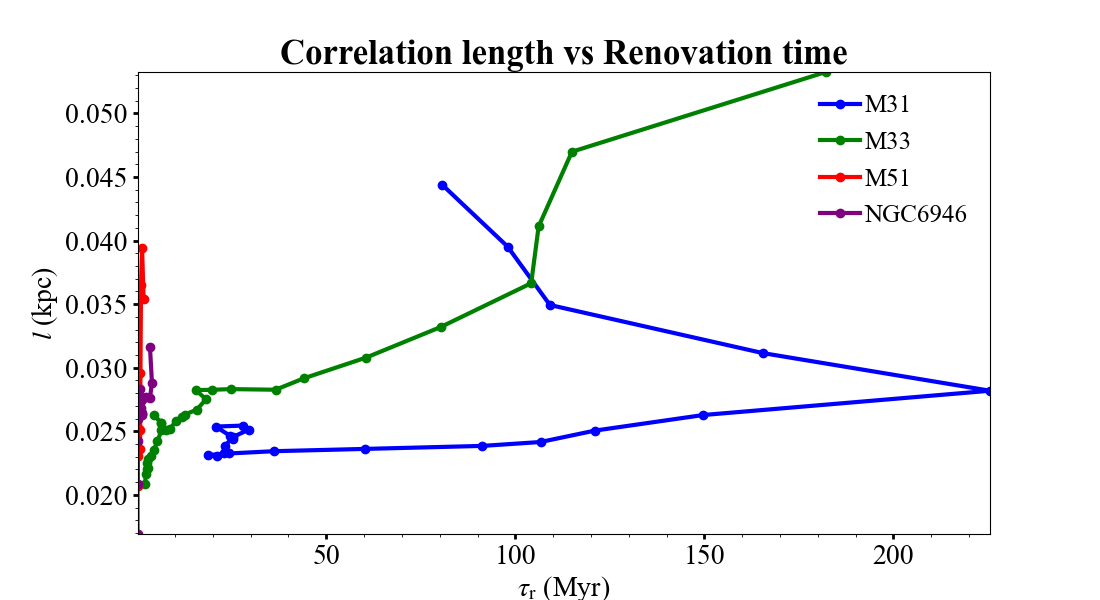 Correlation length vs Renovation time
M31
M33
M51
NGC6946
l (kpc)
0.050
0.045
0.040
0.035
0.030
0.025
0.020
50 100 150 200
τr (Myr)